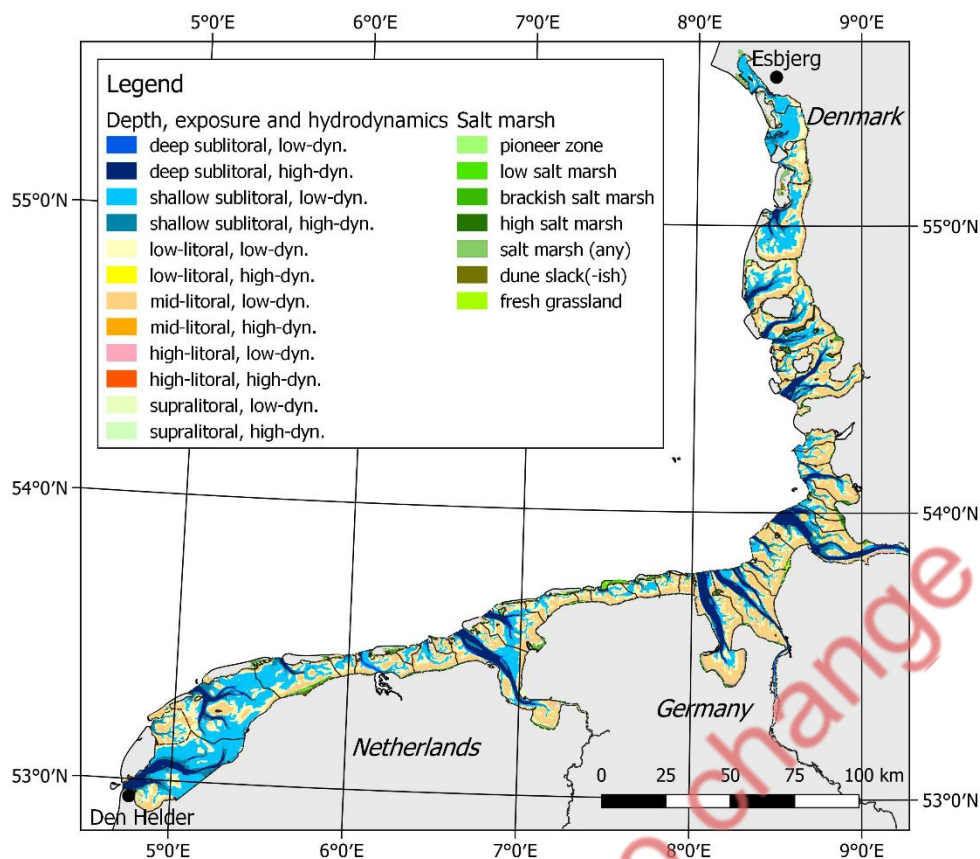 5°0′E 6°0′E 7°0′E 8°0′E 9°0′E
Esbjerg
Denmark
Legend
Depth, exposure and hydrodynamics
deep sublitoral, low-dyn.
deep sublitoral, high-dyn.
shallow sublitoral, low-dyn.
shallow sublitoral, high-dyn.
low-litoral, low-dyn.
low-litoral, high-dyn.
mid-litoral, low-dyn.
mid-litoral, high-dyn.
high-litoral, low-dyn.
high-litoral, high-dyn.
supralitoral, low-dyn.
supralitoral, high-dyn.
Salt marsh
pioneer zone
low salt marsh
brackish salt marsh
high salt marsh
salt marsh (any)
dune slack(-ish)
fresh grassland
55°0′N 55°0′N
54°0′N 54°0′N
Germany
Netherlands
0 25 50 75 100 km
53°0′N 53°0′N
Den Helder
5°0′E 6°0′E 7°0′E 8°0′E 9°0′E
change